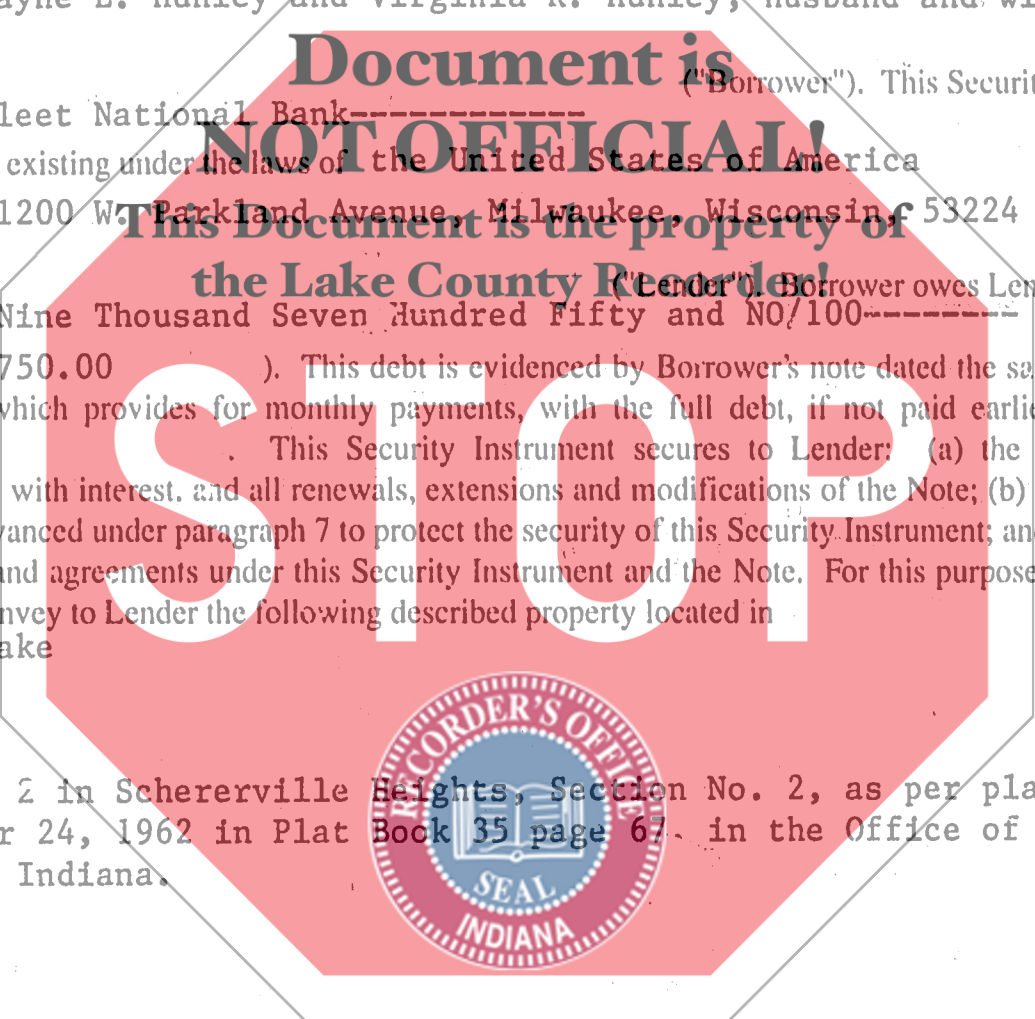 ayne L. and Virginia R. husband and wi
Document is
("Borrower"). This Securit
leet National Bank------------
NOT OFFICIAL!
existing under the laws of the United States of America
1200 W. Parkland Avenue, Milwaukee, Wisconsin, 53224
This Document is the property of
the Lake County Recorder!
("Lender"). Borrower owes Len
Nine Thousand Seven Hundred Fifty and NO/100--------
750.00 ). This debt is evidenced by Borrower's note dated the sa
which provides for monthly payments, with the full debt, if not paid earlie
. This Security Instrument secures to Lender: (a) the
with interest, and all renewals, extensions and modifications of the Note; (b)
vanced under paragraph 7 to protect the security of this Security Instrument; an
and agreements under this Security Instrument and the Note. For this purpose
nvey to Lender the following described property located in
ake
STOP
RECORDER'S OFFICE
2 in Schererville Heights, Section No. 2, as per pla
r 24, 1962 in Plat Book 35 page 67. in the Office of
Indiana.
SEAL
INDIANA